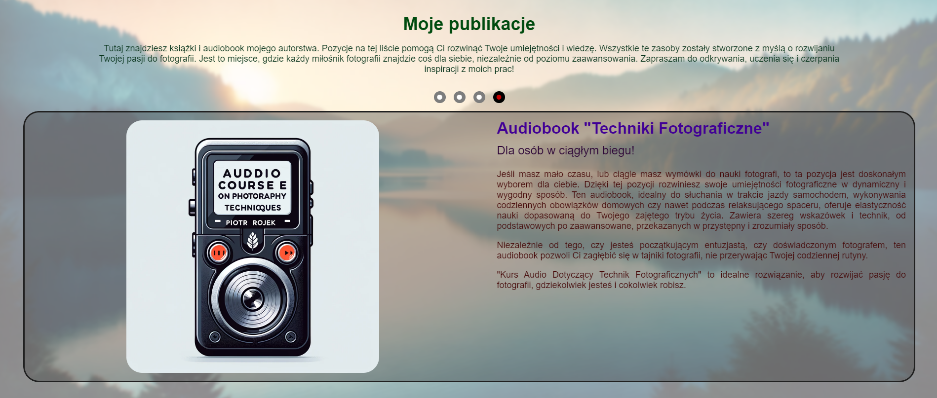 Moje publikacje
Tutaj znajdziesz książki i audiobook mojego autorstwa. Pozycje na tej liście pomogą Ci rozwinąć Twoje umiejętności i wiedzę. Wszystkie te zasoby zostały stworzone z myślą o rozwijaniu
Twojej pasji do fotografii. Jest to miejsce, gdzie każdy miłośnik fotografii znajdzie coś dla siebie, niezależnie od poziomu zaawansowania. Zapraszam do odkrywania, uczenia się i czerpania
inspiracji z moich prac!
AUDDIO
COURSE E
ON PHOTOGRAPHY
TECHNIQUES
PIOTR ROJEK
Audiobook "Techniki Fotograficzne"
Dla osób w ciągłym biegu!
Jeśli masz mało czasu, lub ciągle masz wymówki do nauki fotografi, to ta pozycja jest doskonałym
wyborem dla ciebie. Dzięki tej pozycji rozwiniesz swoje umiejętności fotograficzne w dynamiczny i
wygodny sposób. Ten audiobook, idealny do słuchania w trakcie jazdy samochodem, wykonywania
codziennych obowiązków domowych czy nawet podczas relaksującego spaceru, oferuje elastyczność
nauki dopasowaną do Twojego zajętego trybu życia. Zawiera szereg wskazówek i technik, od
podstawowych po zaawansowane, przekazanych w przystępny i zrozumiały sposób.
Niezależnie od tego, czy jesteś początkującym entuzjastą, czy doświadczonym fotografem, ten
audiobook pozwoli Ci zagłębić się w tajniki fotografii, nie przerywając Twojej codziennej rutyny.
"Kurs Audio Dotyczący Technik Fotograficznych" to idealne rozwiązanie, aby rozwijać pasję do
fotografii, gdziekolwiek jesteś i cokolwiek robisz.